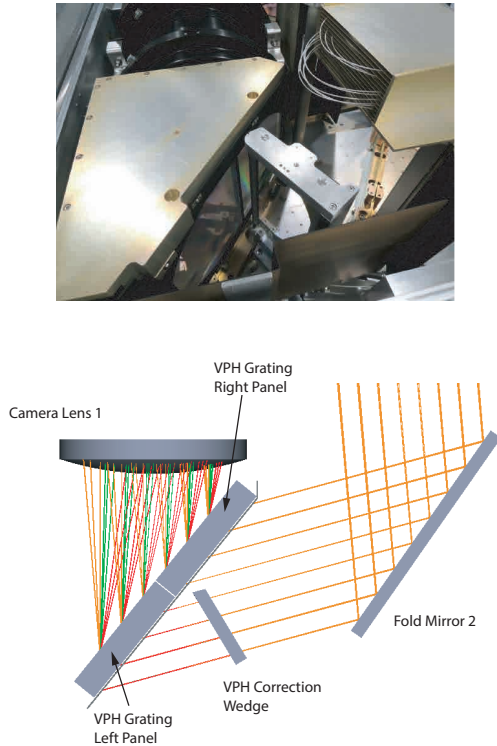 VPH Grating
Right Panel
Camera Lens 1
Fold Mirror 2
VPH Correction
Wedge
VPH Grating
Left Panel